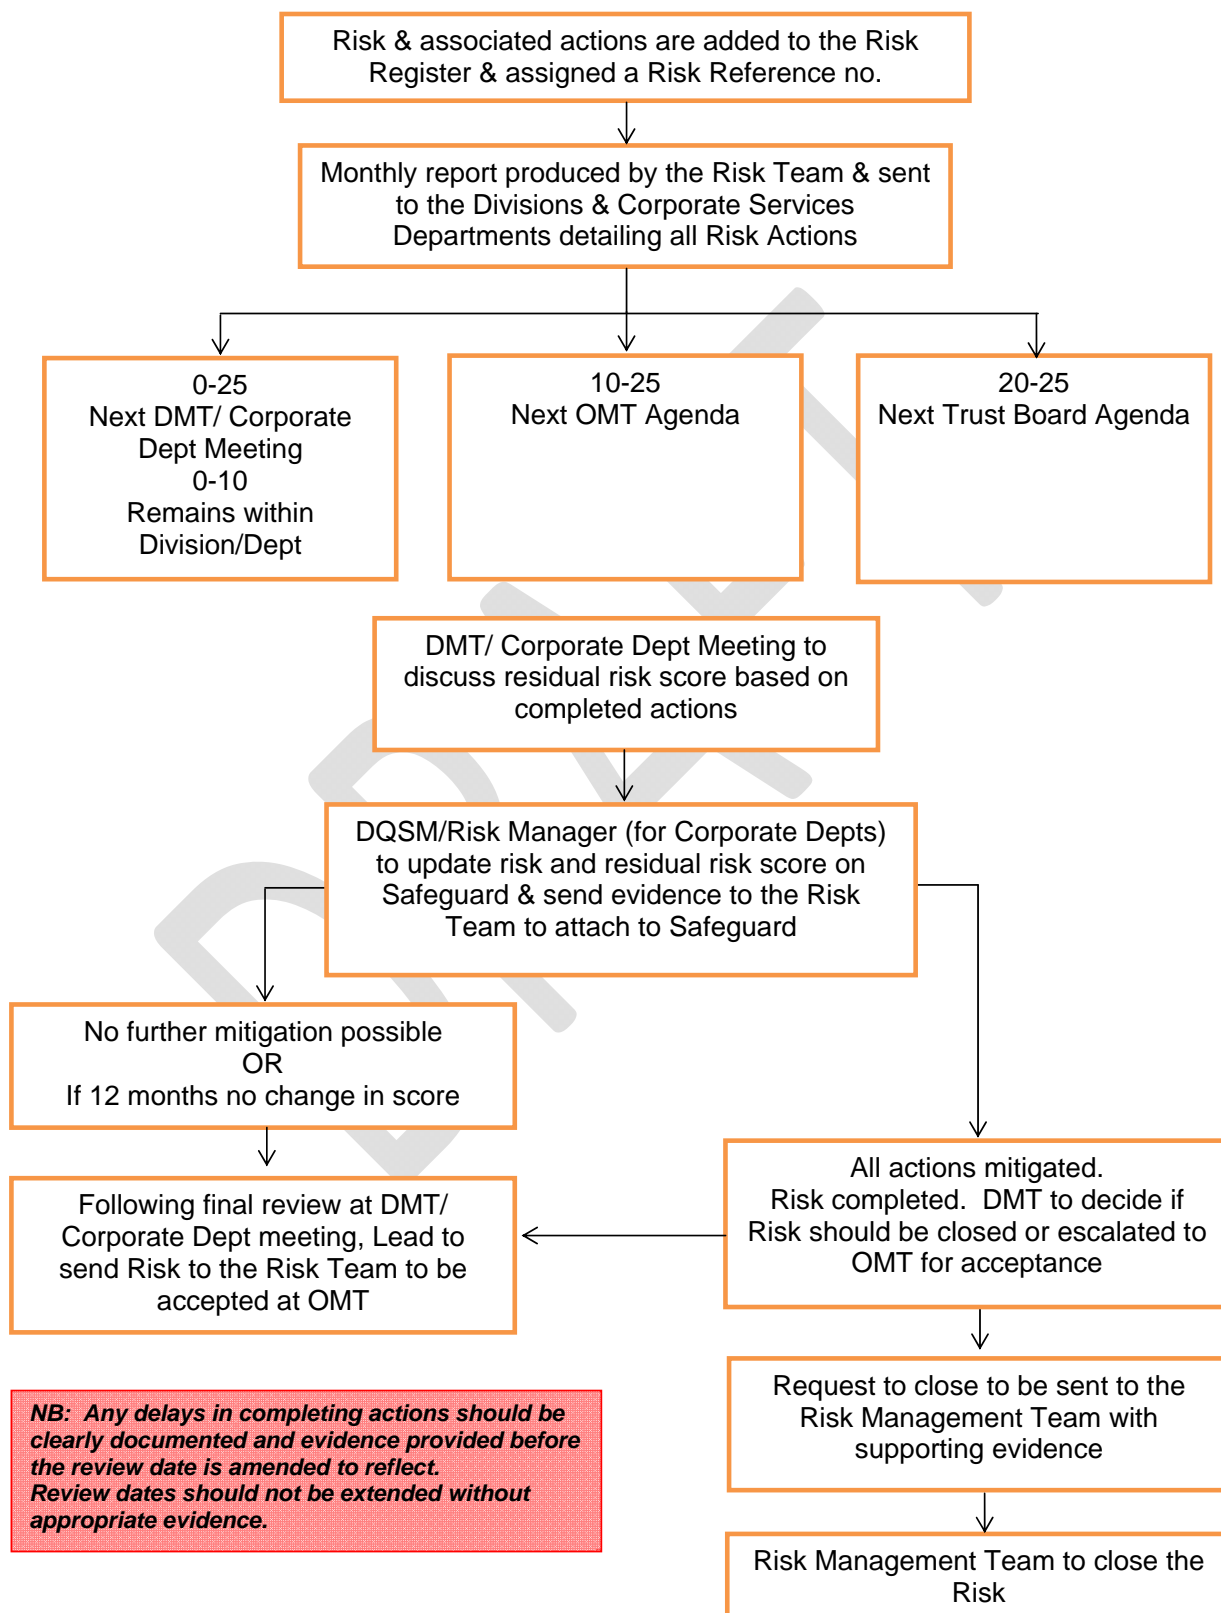 Risk & associated actions are added to the Risk
Register & assigned a Risk Reference no.
Monthly report produced by the Risk Team & sent
to the Divisions & Corporate Services
Departments detailing all Risk Actions
0-25
Next DMT/ Corporate
Dept Meeting
0-10
Remains within
Division/Dept
10-25
Next OMT Agenda
20-25
Next Trust Board Agenda
DMT/ Corporate Dept Meeting to
discuss residual risk score based on
completed actions
DQSM/Risk Manager (for Corporate Depts)
to update risk and residual risk score on
Safeguard & send evidence to the Risk
Team to attach to Safeguard
No further mitigation possible
OR
If 12 months no change in score
Following final review at DMT/
Corporate Dept meeting, Lead to
send Risk to the Risk Team to be
accepted at OMT
All actions mitigated.
Risk completed.  DMT to decide if
Risk should be closed or escalated to
OMT for acceptance
Request to close to be sent to the
Risk Management Team with
supporting evidence
Risk Management Team to close the
Risk
NB:  Any delays in completing actions should be
clearly documented and evidence provided before
the review date is amended to reflect.
Review dates should not be extended without
appropriate evidence.
DRAFT